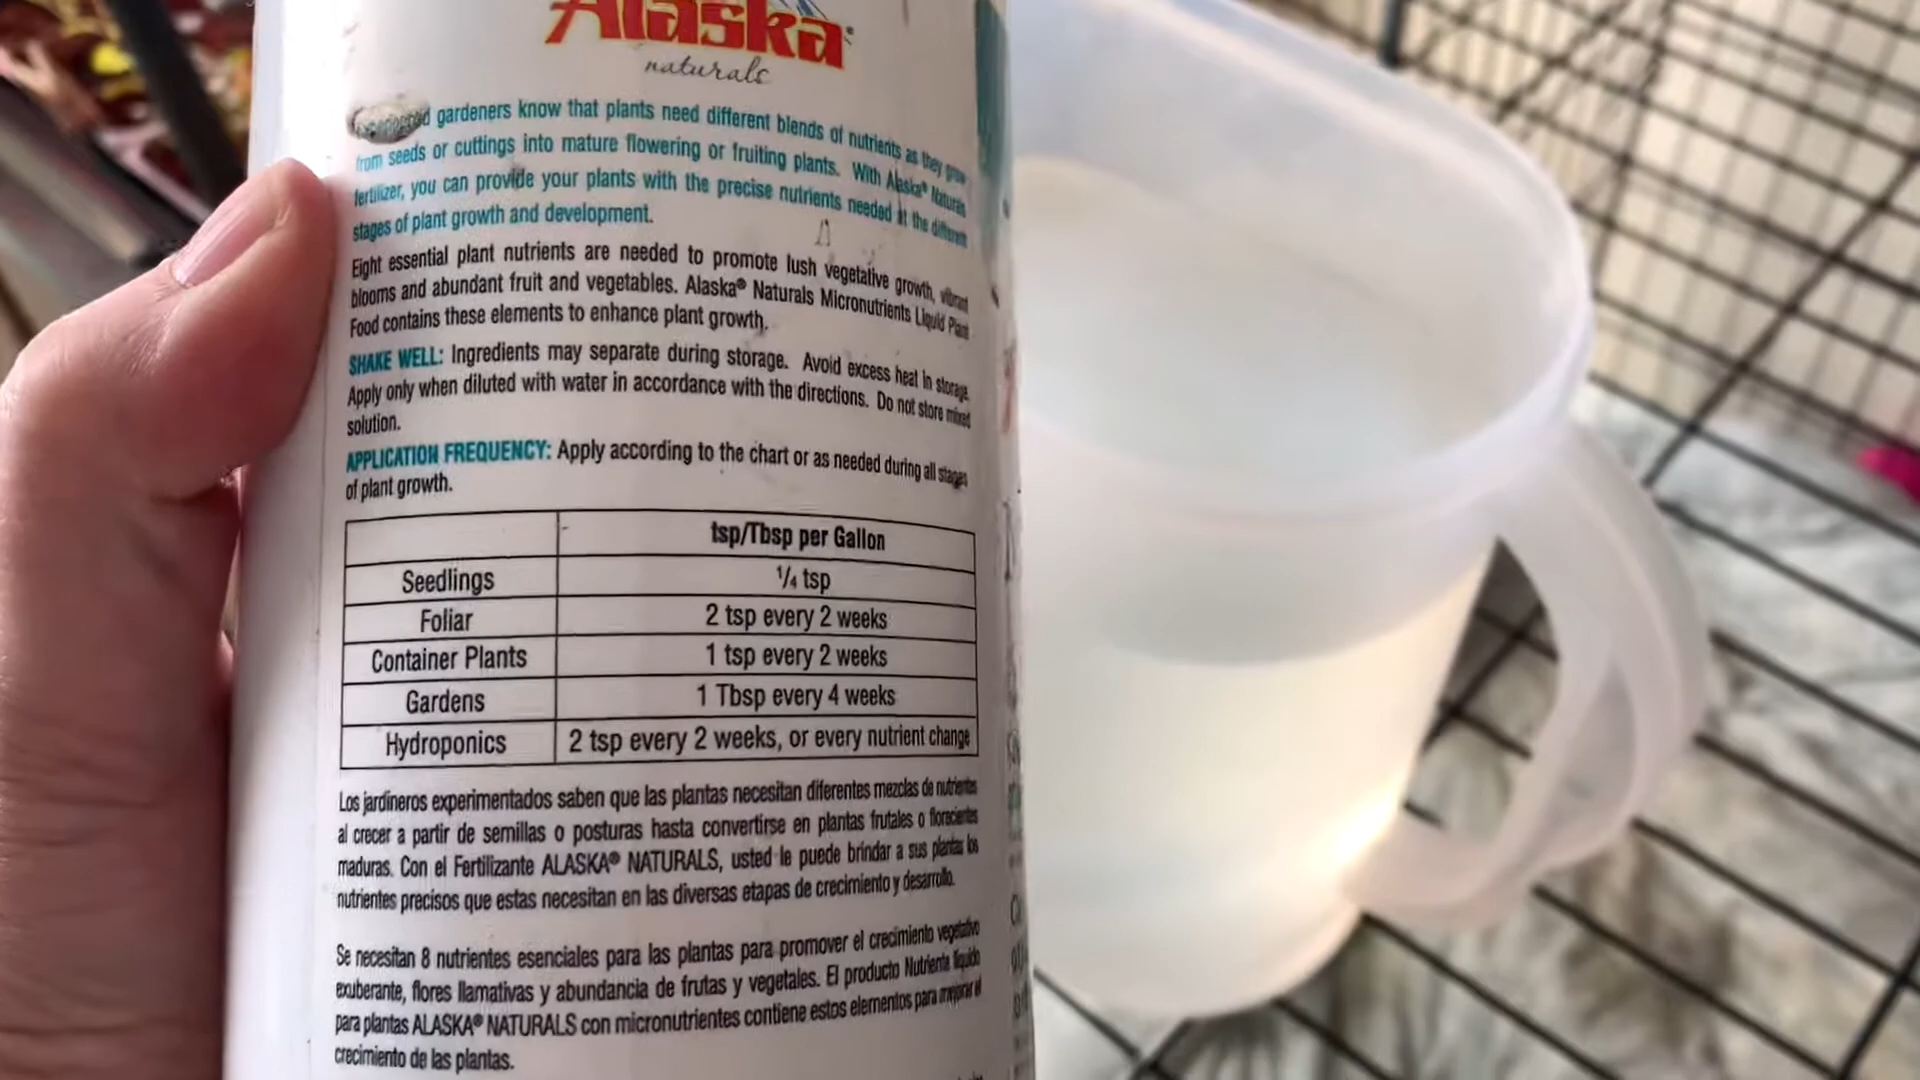 Alaska®
naturals
gardeners know that plants need different blends of nutrients as they grow
from seeds or cuttings into mature flowering or fruiting plants. With Alaska® Naturals
fertilizer, you can provide your plants with the precise nutrients needed at the different
stages of plant growth and development.
Eight essential plant nutrients are needed to promote lush vegetative growth, vibrant
blooms and abundant fruit and vegetables. Alaska® Naturals Micronutrients Liquid Plant
Food contains these elements to enhance plant growth.
SHAKE WELL: Ingredients may separate during storage. Avoid excess heat in storage.
Apply only when diluted with water in accordance with the directions. Do not store mixed
solution.
APPLICATION FREQUENCY: Apply according to the chart or as needed during all stages
of plant growth.
tsp/Tbsp per Gallon
Seedlings 1/4 tsp
Foliar 2 tsp every 2 weeks
Container Plants 1 tsp every 2 weeks
Gardens 1 Tbsp every 4 weeks
Hydroponics 2 tsp every 2 weeks, or every nutrient change
Los jardineros experimentados saben que las plantas necesitan diferentes mezclas de nutrientes
al crecer a partir de semillas o posturas hasta convertirse en plantas frutales o florecientes
maduras. Con el Fertilizante ALASKA® NATURALS, usted le puede brindar a sus plantas los
nutrientes precisos que estas necesitan en las diversas etapas de crecimiento y desarrollo.
Se necesitan 8 nutrientes esenciales para las plantas para promover el crecimiento vegetativo
exuberante, flores llamativas y abundancia de frutas y vegetales. El producto Nutriente líquido
para plantas ALASKA® NATURALS con micronutrientes contiene estos elementos para mejorar el
crecimiento de las plantas.